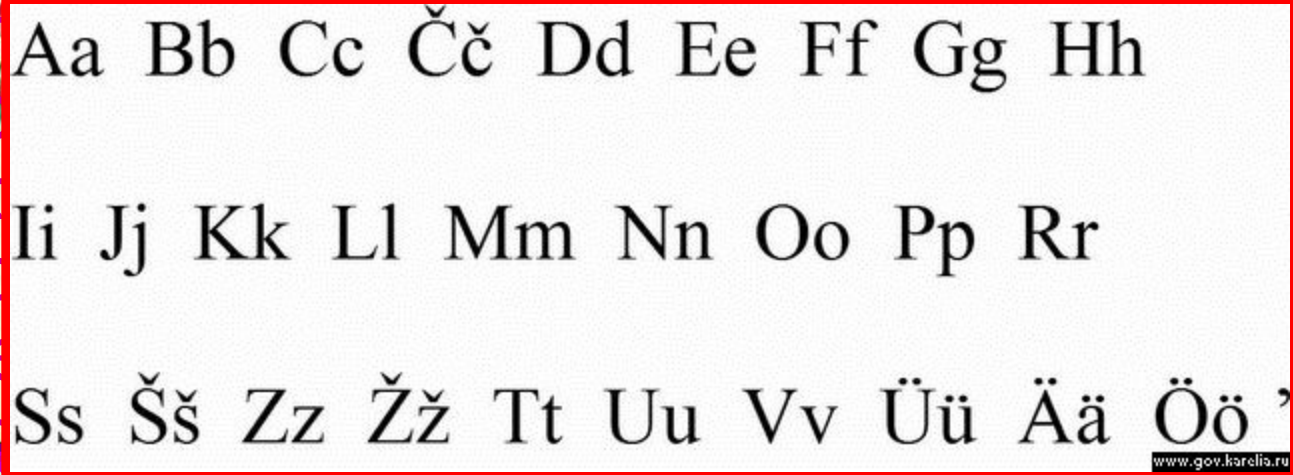 Aa Bb Cc Čč Dd Ee Ff Gg Hh
Ii Jj Kk Ll Mm Nn Oo Pp Rr
Ss Šš Zz Žž Tt Uu Vv Üü Ää Öö ’
www.gov.karelia.ru